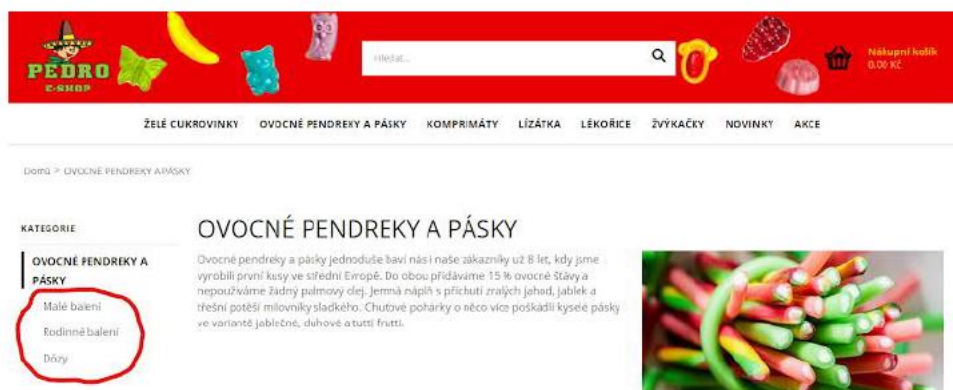 PEDRO
E-SHOP
Hledat...
Nákupní košík
0,00 Kč
ŽELÉ CUKROVINKY OVOCNÉ PENDREKY A PÁSKY KOMPRIMÁTY LÍZÁTKA LÉKOŘICE ŽVÝKAČKY NOVINKY AKCE
Domů > OVOCNÉ PENDREKY A PÁSKY
KATEGORIE
OVOCNÉ PENDREKY A
PÁSKY
Malé balení
Rodinné balení
Dózy
OVOCNÉ PENDREKY A PÁSKY
Ovocné pendreky a pásky jednoduše baví nás i naše zákazníky už 8 let, kdy jsme
vyrobili první kusy ve střední Evropě. Do obou přidáváme 15 % ovocné šťávy a
nepoužíváme žádný palmový olej. Jemná náplň s příchutí zralých jahod, jablek a
třešní potěší milovníky sladkého. Chuťové pohárky o něco více poškádlí kyselé pásky
ve variantě jablečné, duhové a tutti frutti.